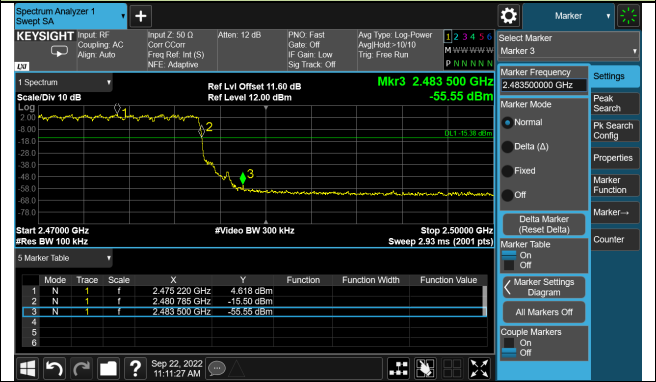 Spectrum Analyzer 1
Swept SA
Marker
KEYSIGHT
Input: RF
Coupling: AC
Align: Auto
Input Z: 50 Ω
Corr CCorr
Freq Ref: Int (S)
NFE: Adaptive
Atten: 12 dB
PNO: Fast
Gate: Off
IF Gain: Low
Sig Track: Off
Avg Type: Log-Power
Avg|Hold:>10/10
Trig: Free Run
1 2 3 4 5 6
M W W W W W
P N N N N N
LXI
Select Marker
Marker 3
1 Spectrum
Scale/Div 10 dB
Ref Lvl Offset 11.60 dB
Ref Level 12.00 dBm
Mkr3 2.483 500 GHz
-55.55 dBm
Log
2.00
-8.00
-18.0
-28.0
-38.0
-48.0
-58.0
-68.0
-78.0
1
2
3
DL1 -15.38 dBm
Start 2.47000 GHz
#Res BW 100 kHz
#Video BW 300 kHz
Stop 2.50000 GHz
Sweep 2.93 ms (2001 pts)
5 Marker Table
Mode Trace Scale X Y Function Function Width Function Value
1 N 1 f 2.475 220 GHz 4.618 dBm
2 N 1 f 2.480 785 GHz -15.50 dBm
3 N 1 f 2.483 500 GHz -55.55 dBm
4
5
6
Marker Frequency
2.483500000 GHz
Marker Mode
Normal
Delta (Δ)
Fixed
Off
Delta Marker
(Reset Delta)
Marker Table
On
Off
Marker Settings
Diagram
All Markers Off
Couple Markers
On
Off
Settings
Peak
Search
Pk Search
Config
Properties
Marker
Function
Marker→
Counter
Sep 22, 2022
11:11:27 AM